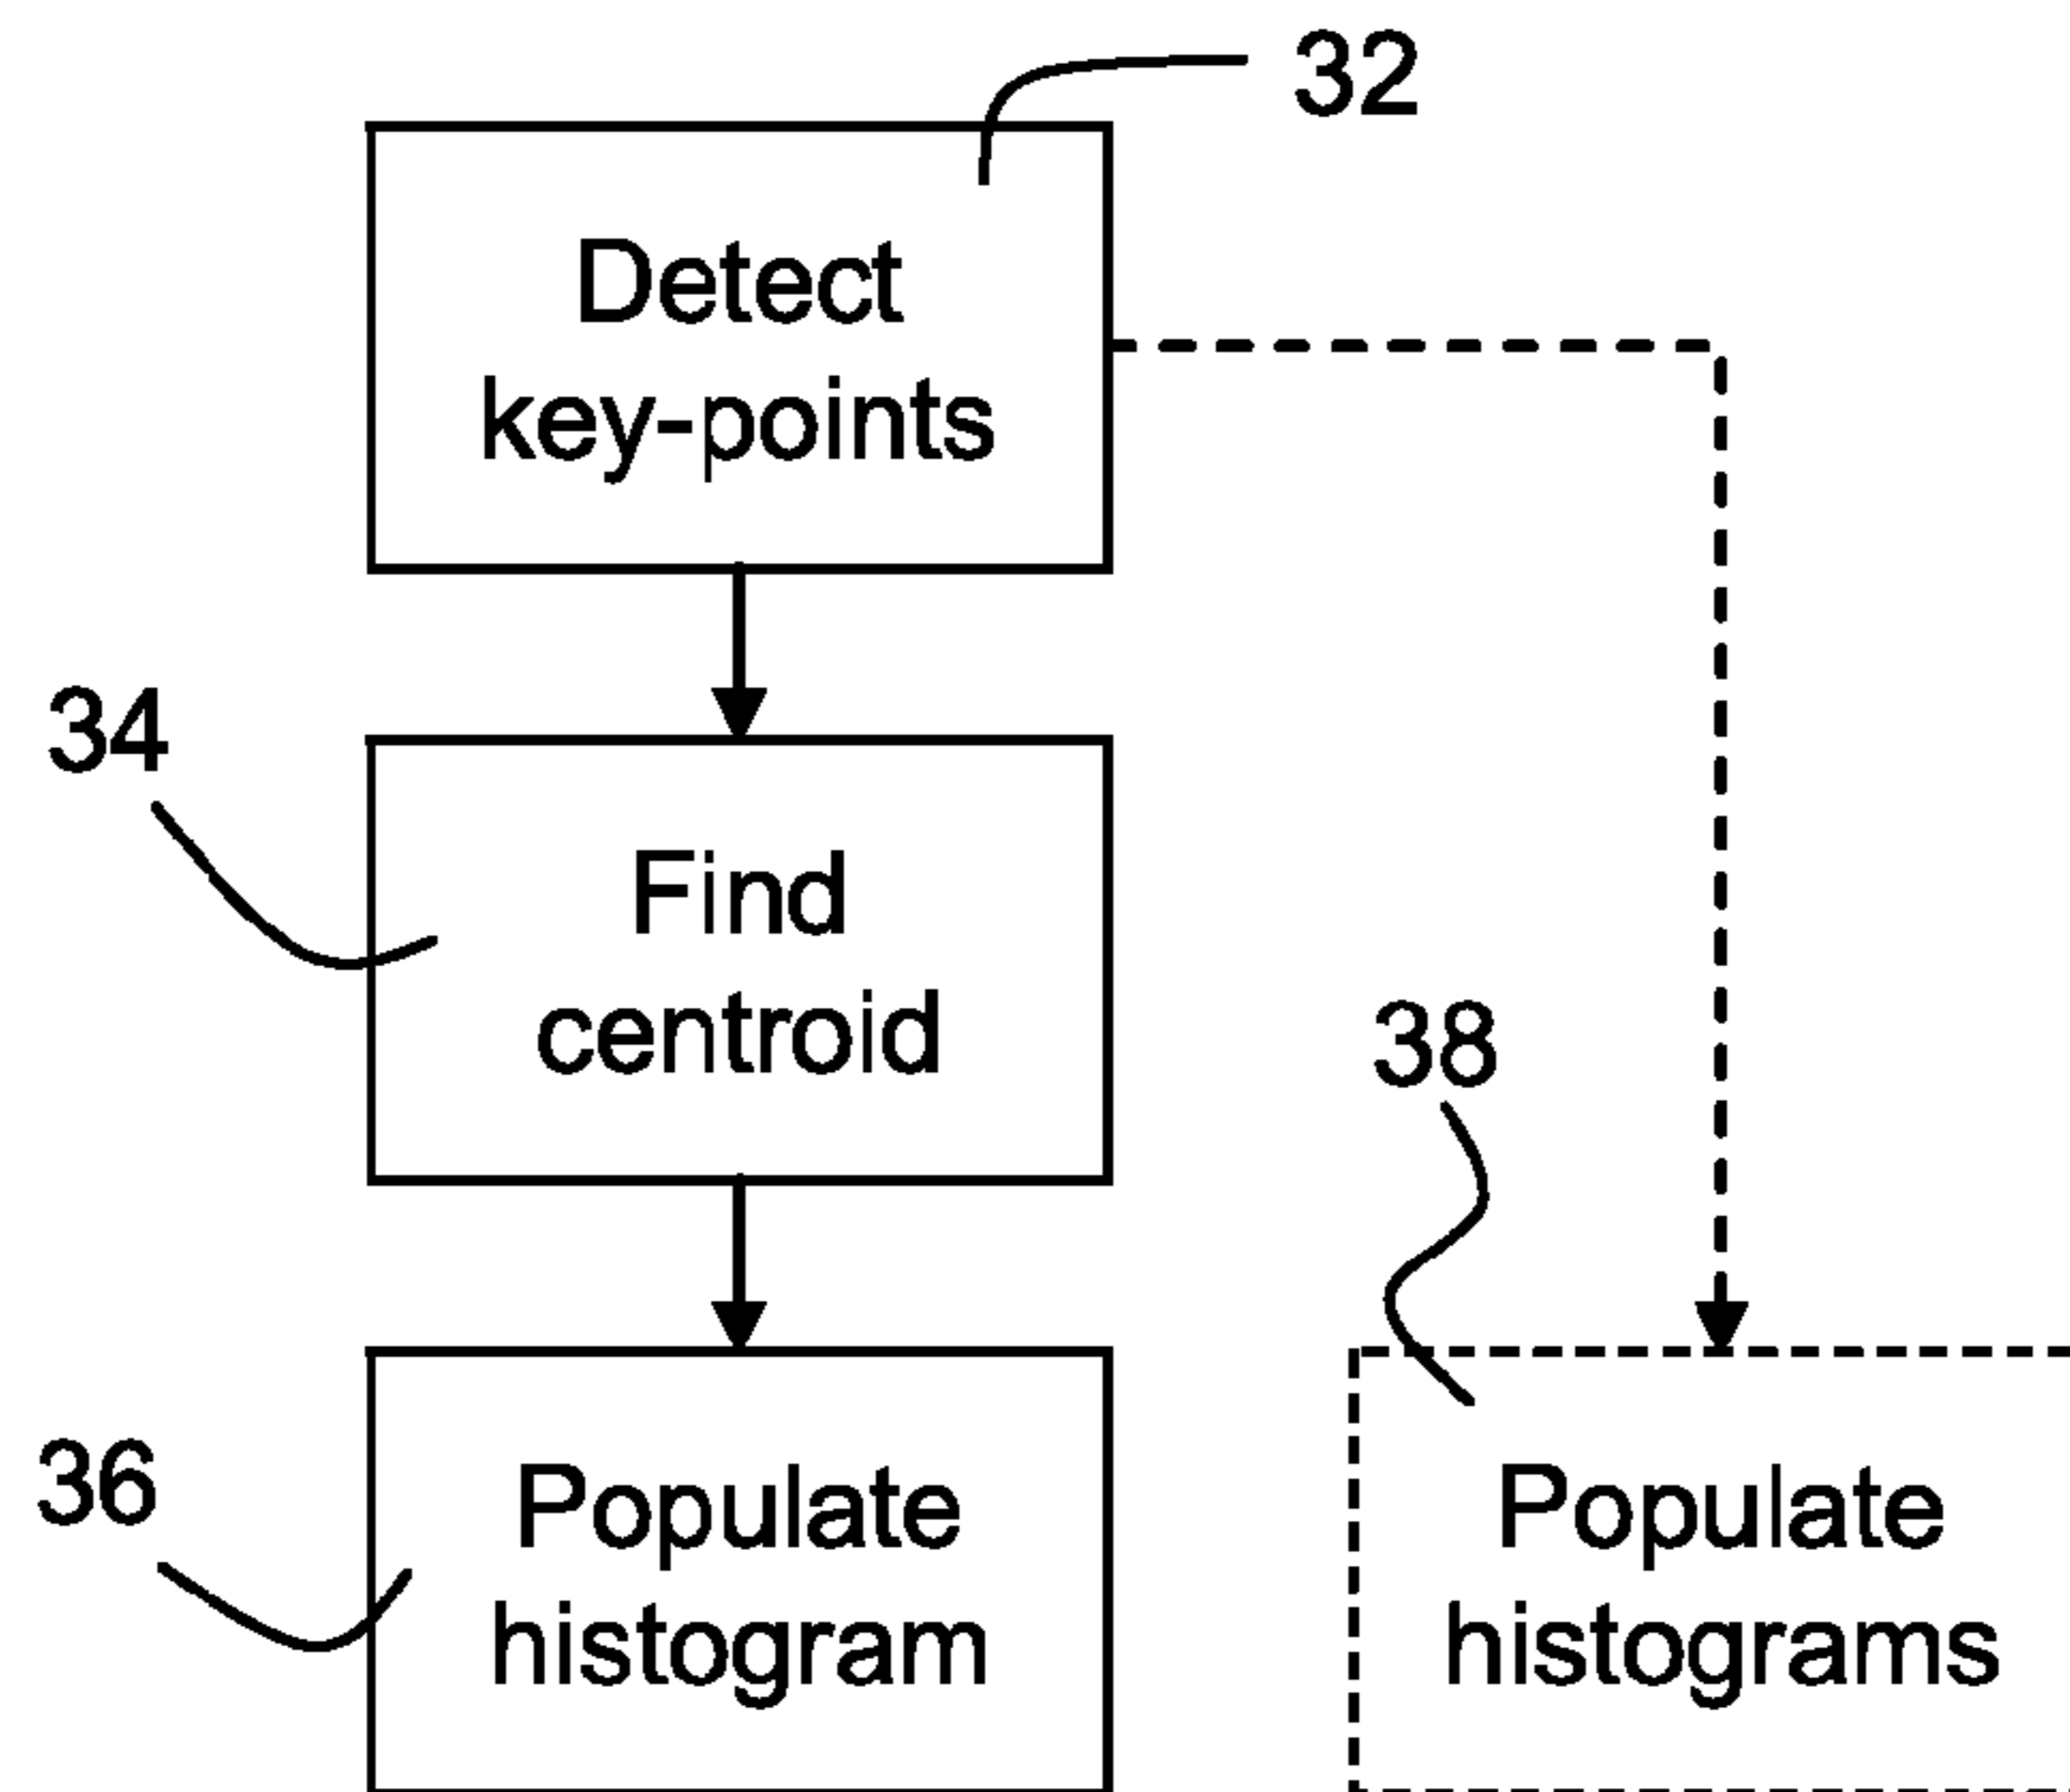 32
Detect
key-points
34
Find
centroid
38
36
Populate
histogram
Populate
histograms